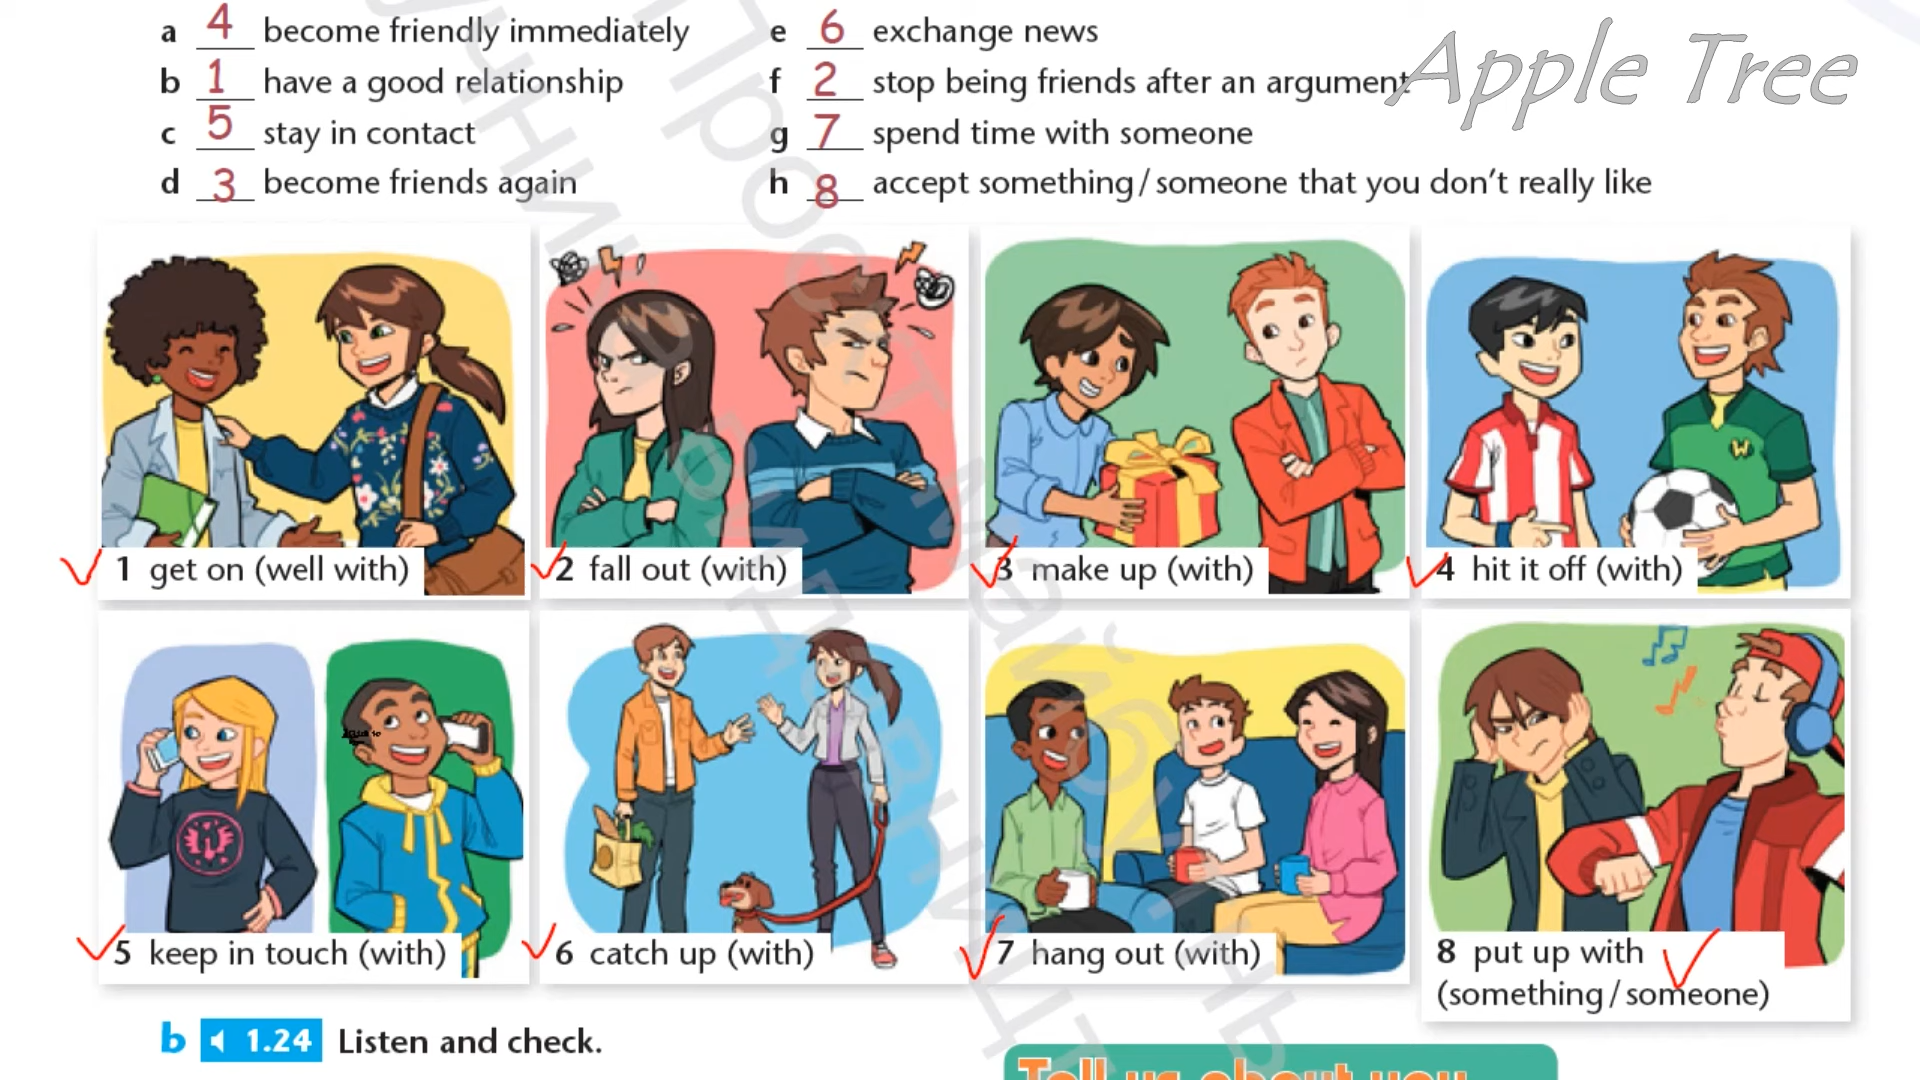 a 4 become friendly immediately
e 6 exchange news
b 1 have a good relationship
f 2 stop being friends after an argument
c 5 stay in contact
g 7 spend time with someone
d 3 become friends again
h 8 accept something/someone that you don't really like
Apple Tree
1 get on (well with)
2 fall out (with)
3 make up (with)
4 hit it off (with)
5 keep in touch (with)
6 catch up (with)
7 hang out (with)
8 put up with
(something/someone)
b 1.24 Listen and check.
Tell us about you